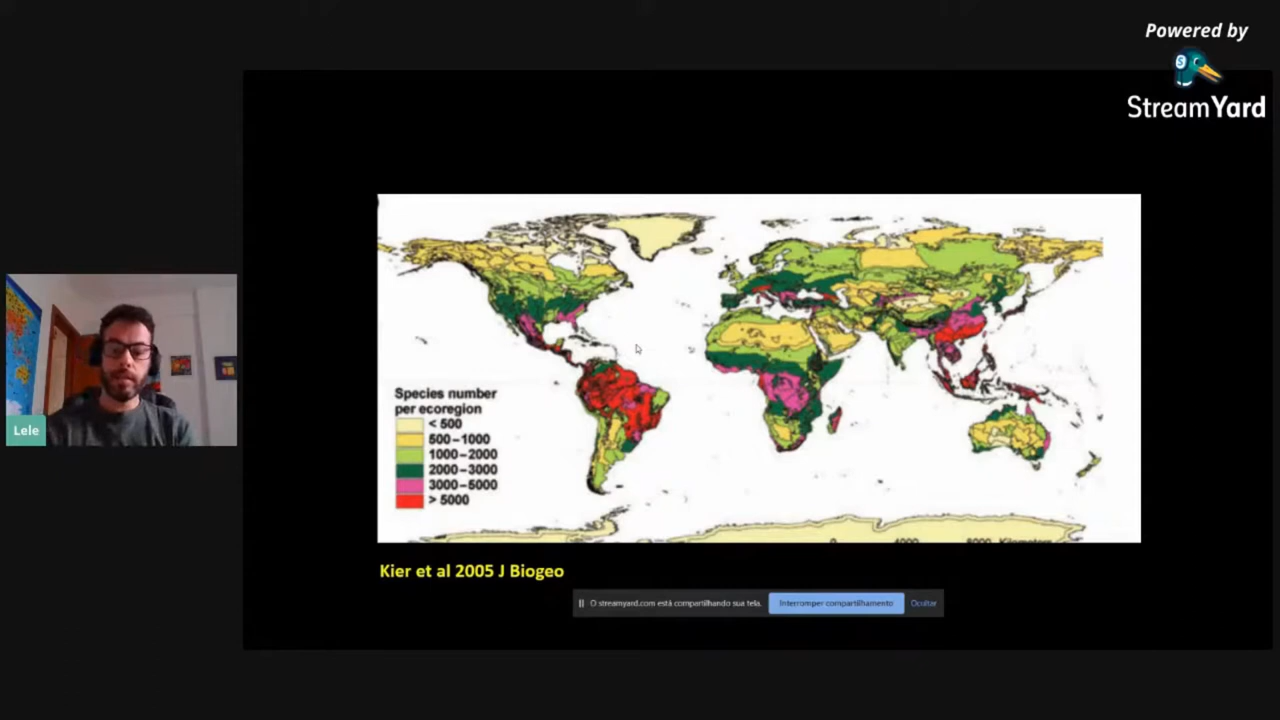 Powered by
StreamYard
Species number
per ecoregion
< 500
500–1000
1000–2000
2000–3000
3000–5000
> 5000
Lele
Kier et al 2005 J Biogeo
O streamyard.com está compartilhando sua tela.
Interromper compartilhamento
Ocultar